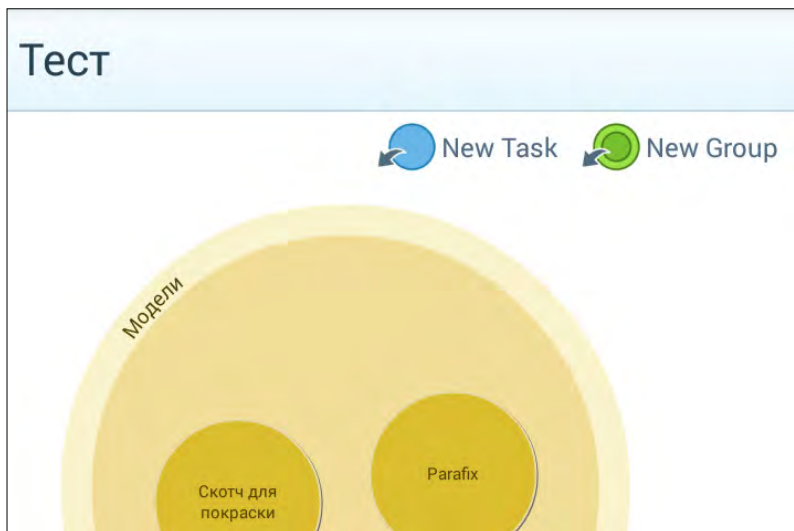 Тест
New Task
New Group
Модели
Parafix
Скотч для
покраски